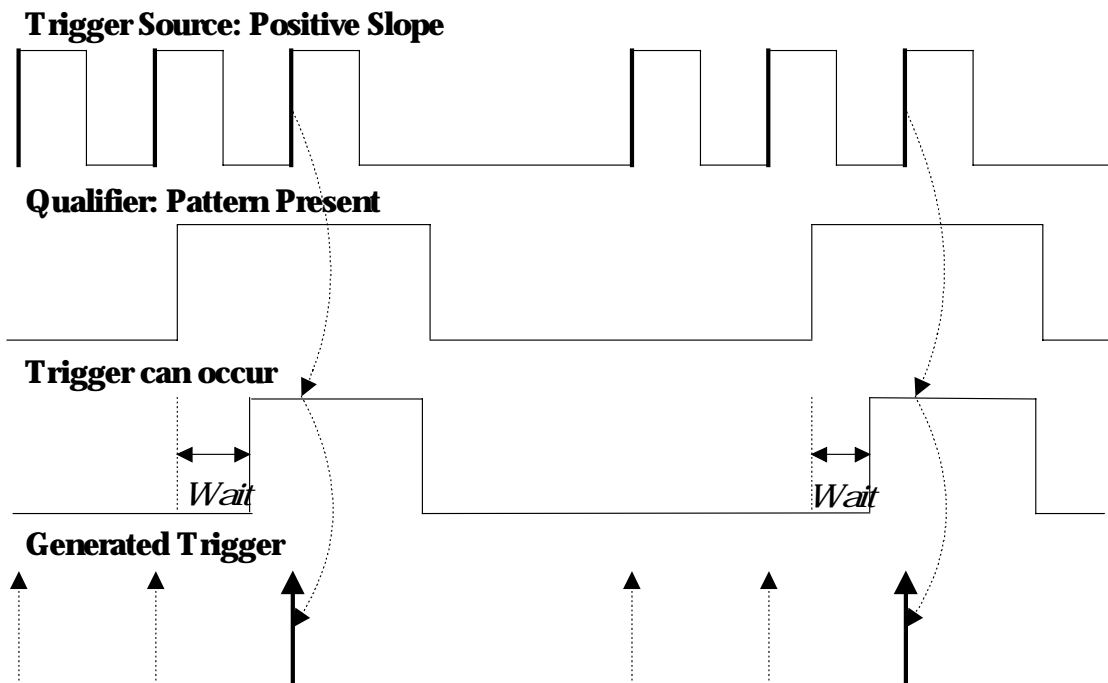 Trigger Source: Positive Slope
Qualifier: Pattern Present
Trigger can occur
Wait
Wait
Generated Trigger